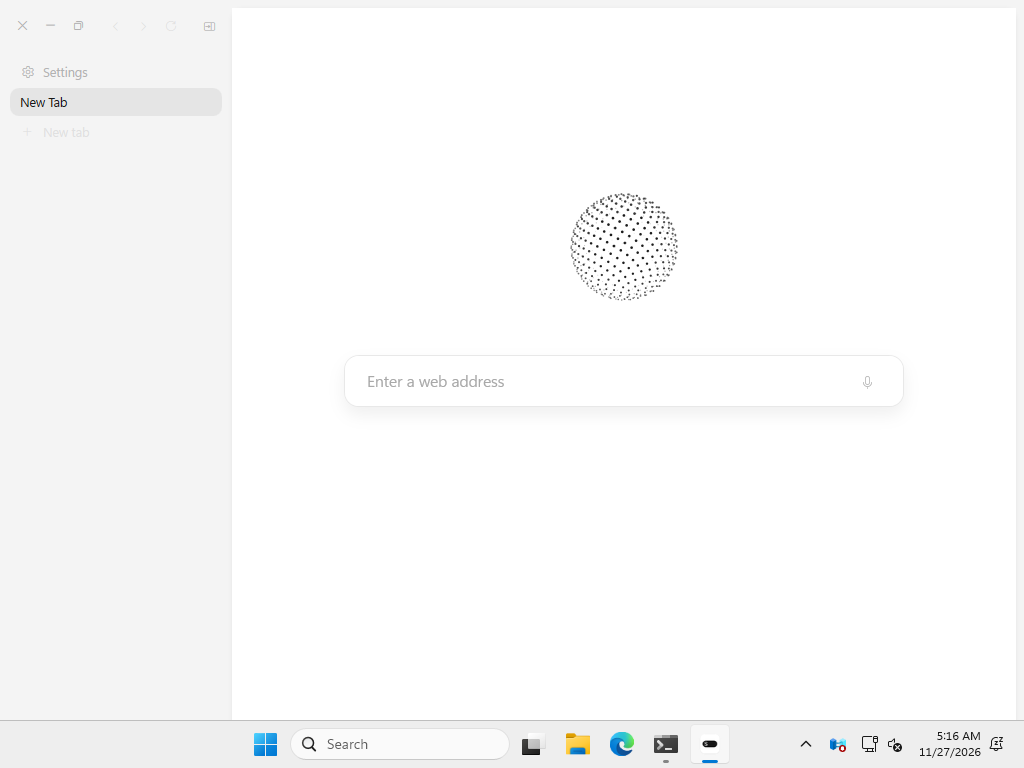 Settings
New Tab
New tab
Enter a web address
Search
5:16 AM
11/27/2026